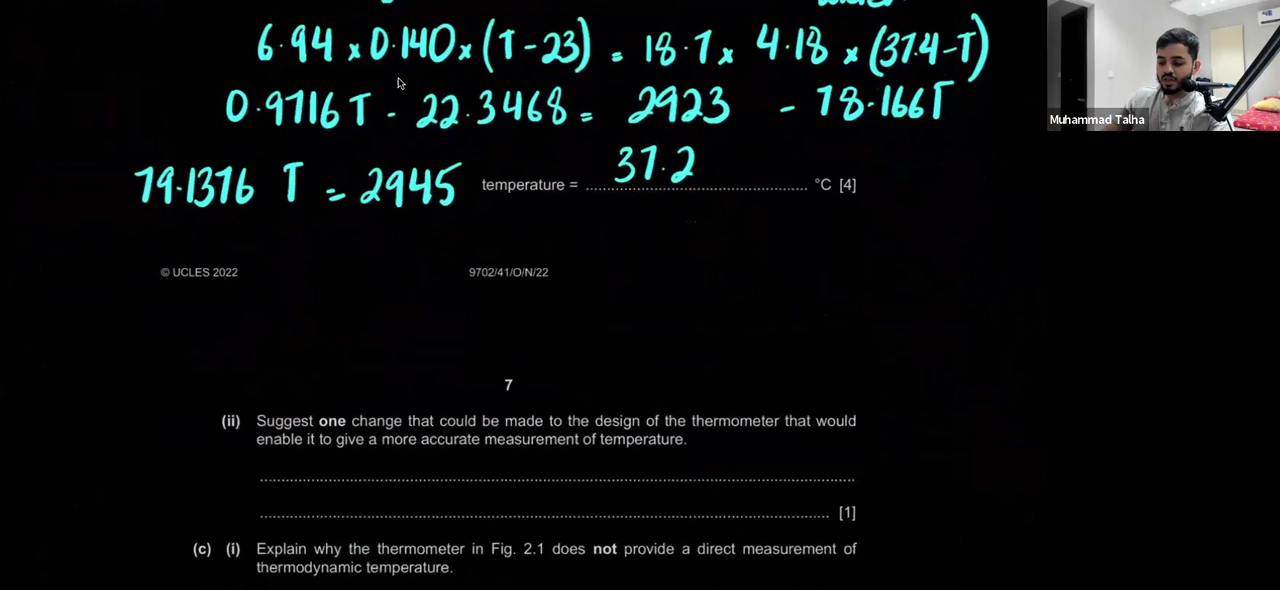 6.94 × 0.140 × (T - 23) = 18.7 × 4.18 × (37.4 - T)
0.9716 T - 22.3468 = 2923 - 78.166T
79.1376 T = 2945
temperature = 37.2 °C [4]
Muhammad Talha
© UCLES 2022 9702/41/O/N/22
7
(ii) Suggest one change that could be made to the design of the thermometer that would
enable it to give a more accurate measurement of temperature.
[1]
(c) (i) Explain why the thermometer in Fig. 2.1 does not provide a direct measurement of
thermodynamic temperature.